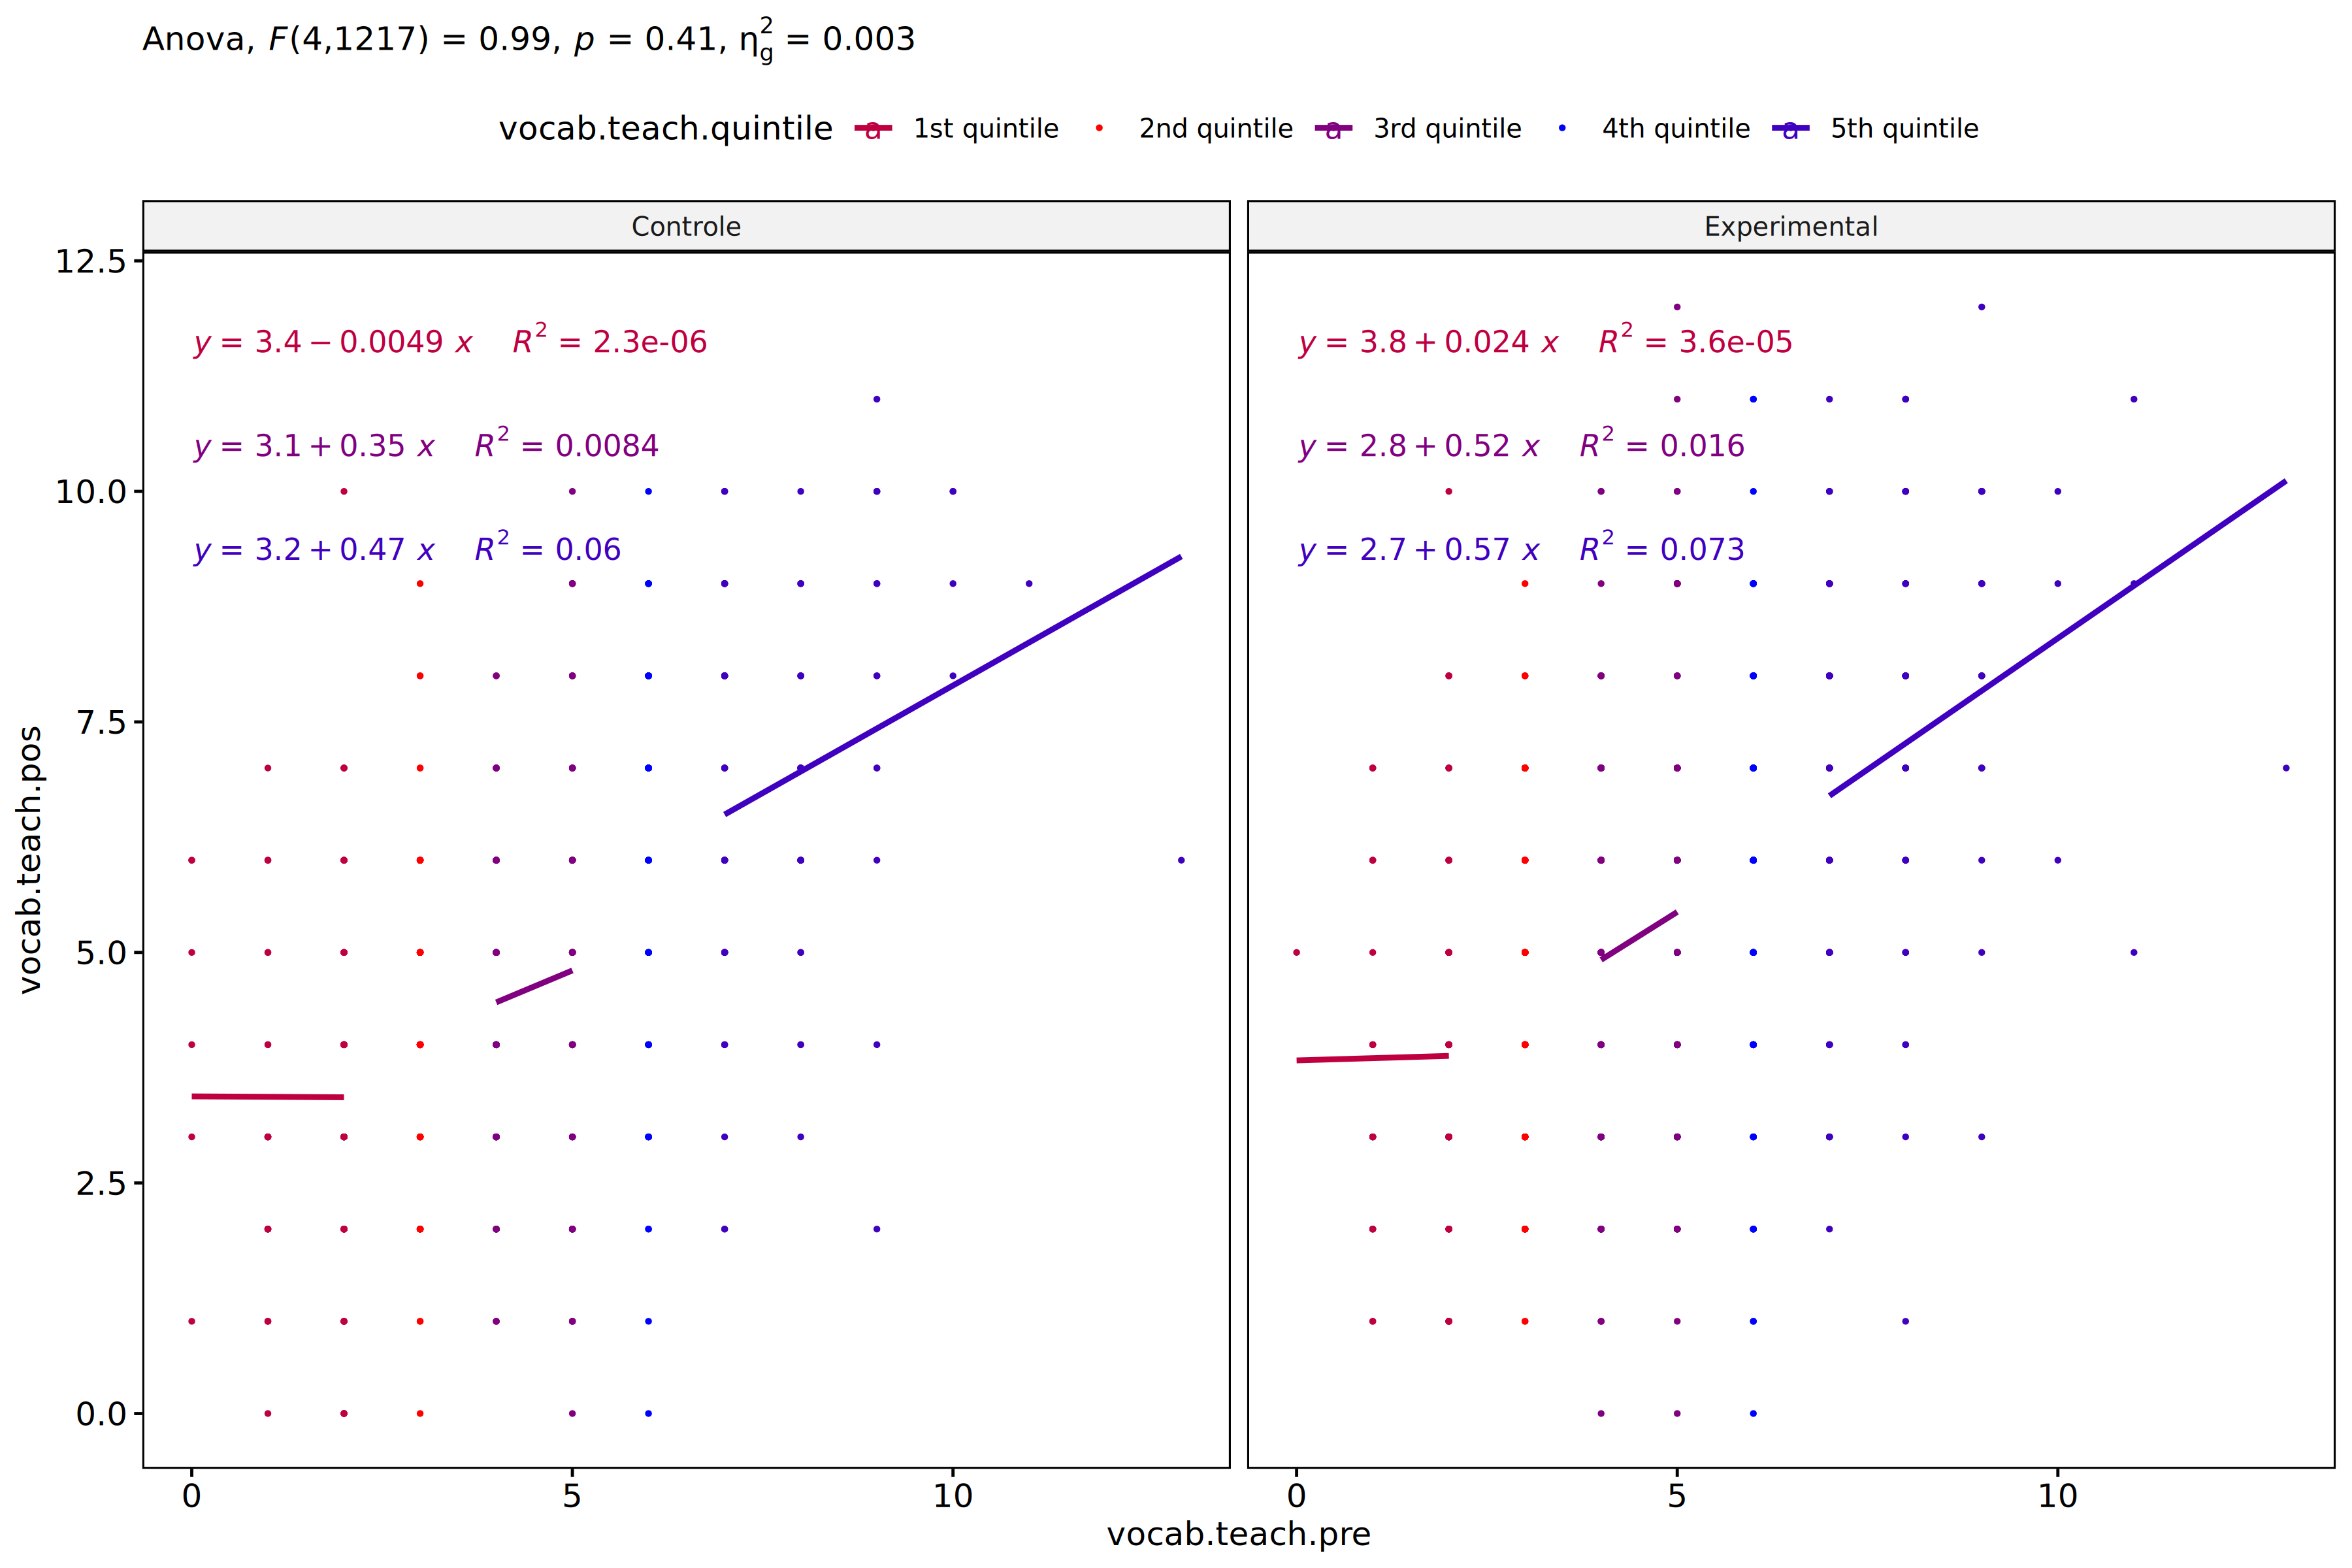 Anova, F(4,1217) = 0.99, p = 0.41, η²g = 0.003
vocab.teach.quintile a 1st quintile 2nd quintile a 3rd quintile 4th quintile a 5th quintile
Controle
Experimental
12.5
10.0
7.5
5.0
2.5
0.0
vocab.teach.pos
y = 3.4 − 0.0049 x R² = 2.3e-06
y = 3.1 + 0.35 x R² = 0.0084
y = 3.2 + 0.47 x R² = 0.06
y = 3.8 + 0.024 x R² = 3.6e-05
y = 2.8 + 0.52 x R² = 0.016
y = 2.7 + 0.57 x R² = 0.073
0 5 10
0 5 10
vocab.teach.pre